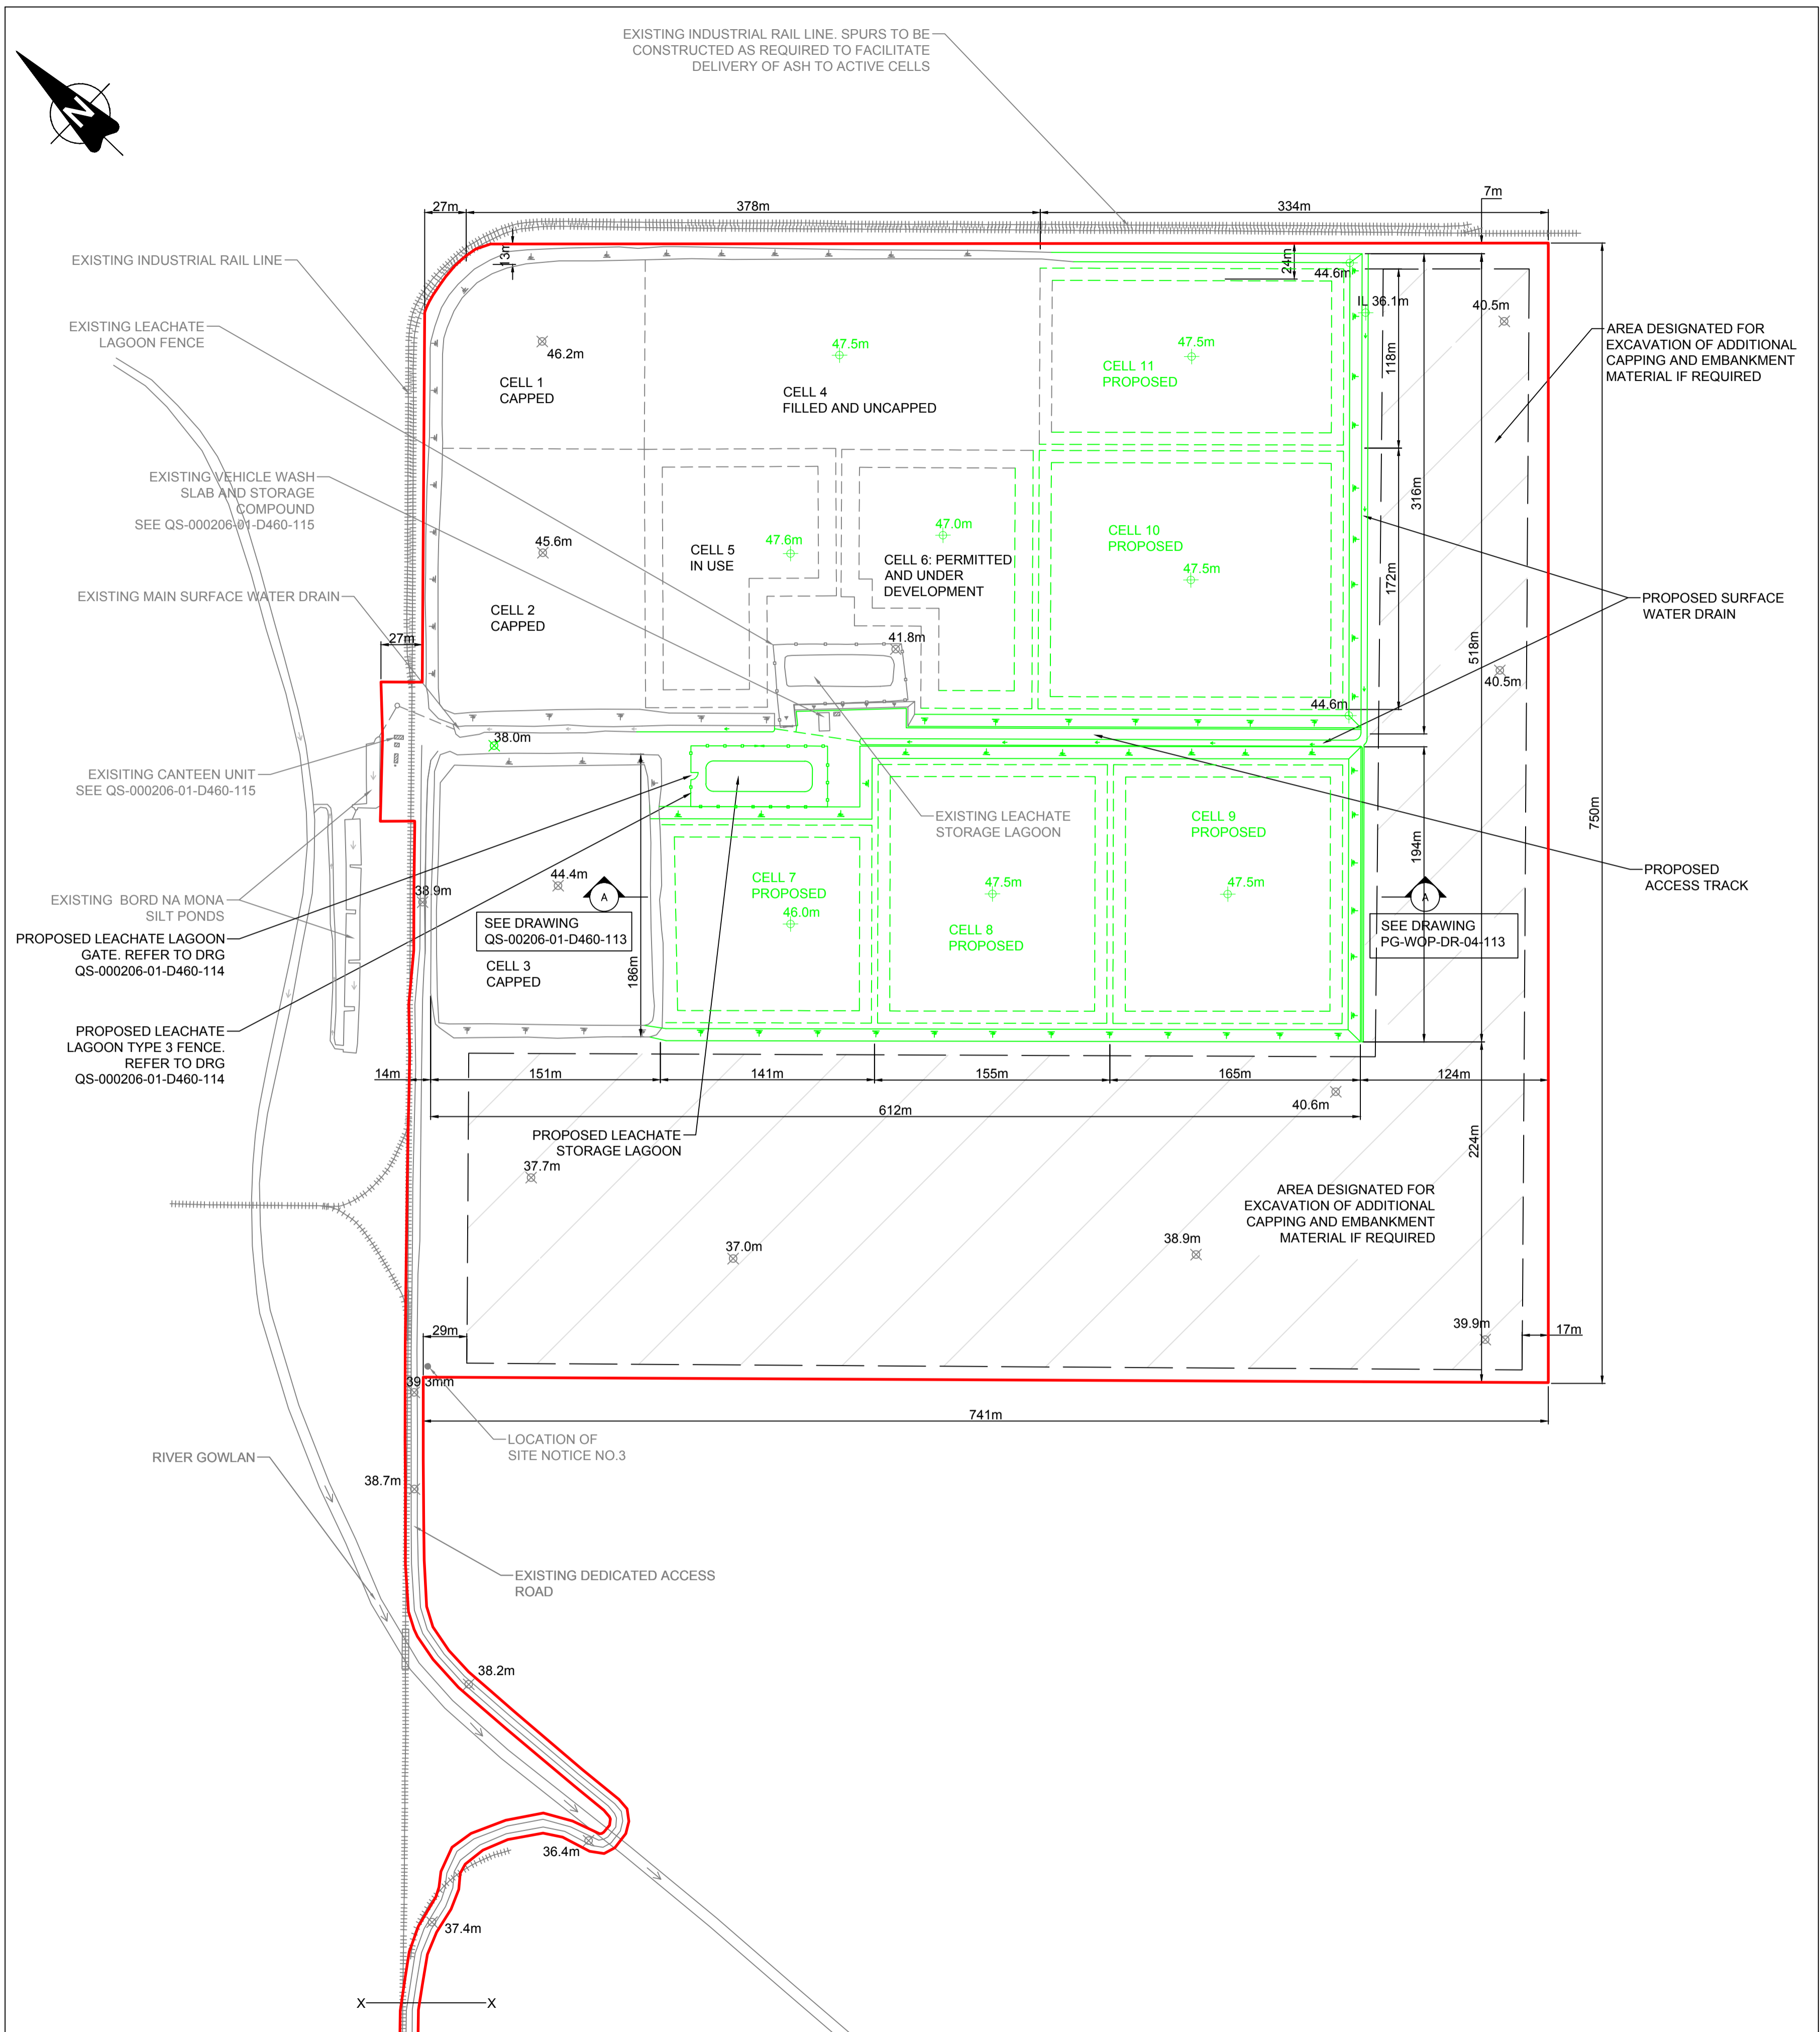 EXISTING INDUSTRIAL RAIL LINE. SPURS TO BE
CONSTRUCTED AS REQUIRED TO FACILITATE
DELIVERY OF ASH TO ACTIVE CELLS
N
7m
27m
378m
334m
13m
24m
EXISTING INDUSTRIAL RAIL LINE
44.6m
IL 36.1m
40.5m
EXISTING LEACHATE
LAGOON FENCE
AREA DESIGNATED FOR
EXCAVATION OF ADDITIONAL
CAPPING AND EMBANKMENT
MATERIAL IF REQUIRED
46.2m
47.5m
47.5m
118m
CELL 1
CAPPED
CELL 4
FILLED AND UNCAPPED
CELL 11
PROPOSED
EXISTING VEHICLE WASH
SLAB AND STORAGE
COMPOUND
SEE QS-000206-01-D460-115
316m
45.6m
CELL 5
IN USE
47.6m
47.0m
CELL 6: PERMITTED
AND UNDER
DEVELOPMENT
CELL 10
PROPOSED
47.5m
172m
EXISTING MAIN SURFACE WATER DRAIN
CELL 2
CAPPED
PROPOSED SURFACE
WATER DRAIN
27m
41.8m
518m
40.5m
44.6m
38.0m
EXISITING CANTEEN UNIT
SEE QS-000206-01-D460-115
EXISTING LEACHATE
STORAGE LAGOON
CELL 9
PROPOSED
750m
194m
PROPOSED
ACCESS TRACK
EXISTING BORD NA MONA
SILT PONDS
38.9m
44.4m
A
CELL 7
PROPOSED
46.0m
47.5m
47.5m
A
SEE DRAWING
QS-00206-01-D460-113
SEE DRAWING
PG-WOP-DR-04-113
CELL 8
PROPOSED
PROPOSED LEACHATE LAGOON
GATE. REFER TO DRG
QS-000206-01-D460-114
CELL 3
CAPPED
186m
PROPOSED LEACHATE
LAGOON TYPE 3 FENCE.
REFER TO DRG
QS-000206-01-D460-114
14m
151m
141m
155m
165m
124m
612m
40.6m
PROPOSED LEACHATE
STORAGE LAGOON
224m
37.7m
AREA DESIGNATED FOR
EXCAVATION OF ADDITIONAL
CAPPING AND EMBANKMENT
MATERIAL IF REQUIRED
37.0m
38.9m
29m
39.9m
17m
39.3mm
741m
LOCATION OF
SITE NOTICE NO.3
RIVER GOWLAN
38.7m
EXISTING DEDICATED ACCESS
ROAD
38.2m
36.4m
37.4m
X
X